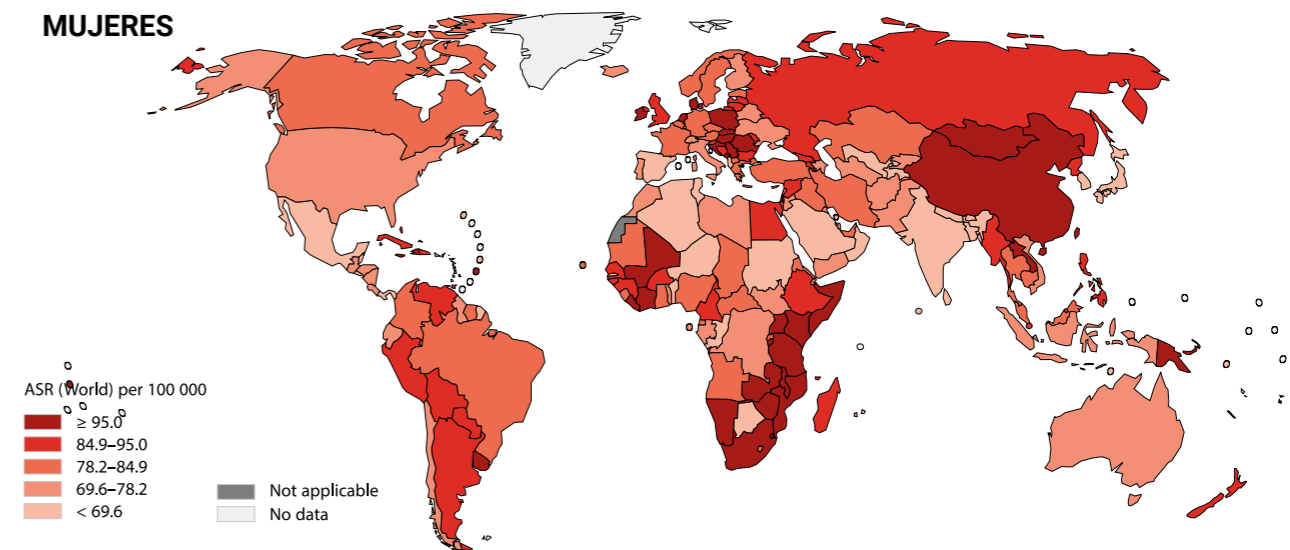 MUJERES
ASR (World) per 100 000
≥ 95.0
84.9–95.0
78.2–84.9
69.6–78.2
< 69.6
Not applicable
No data